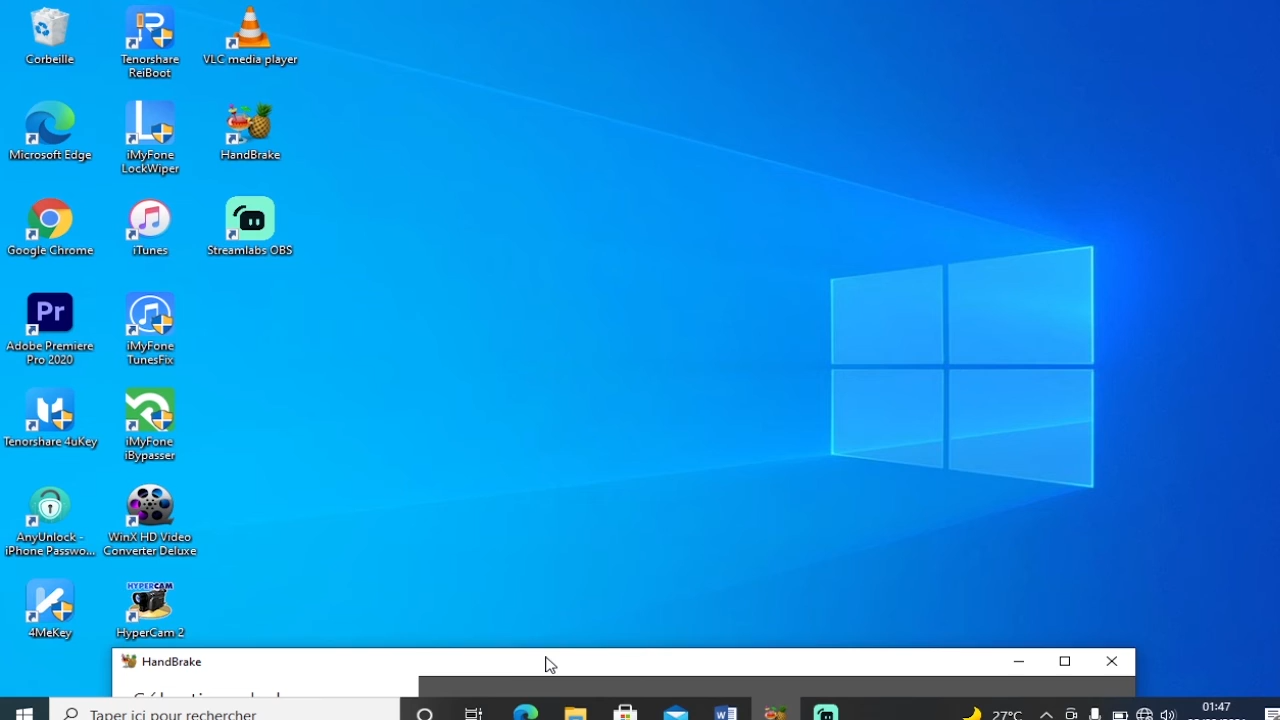 Corbeille
Tenorshare
ReiBoot
VLC media player
Microsoft Edge
iMyFone
LockWiper
HandBrake
Google Chrome
iTunes
Streamlabs OBS
Pr
Adobe Premiere
Pro 2020
iMyFone
TunesFix
Tenorshare 4uKey
iMyFone
iBypasser
AnyUnlock -
iPhone Passwo...
WinX HD Video
Converter Deluxe
4MeKey
HYPERCAM
HyperCam 2
HandBrake
Taper ici pour rechercher
27°C
01:47